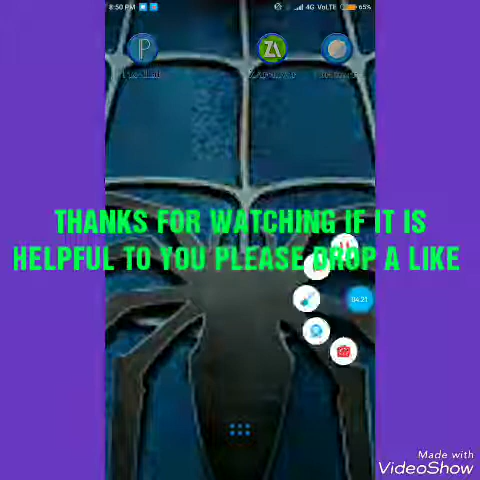 8:50 PM
4G VoLTE
65%
ZArchiver
THANKS FOR WATCHING IF IT IS
HELPFUL TO YOU PLEASE DROP A LIKE
04:21
Made with
VideoShow